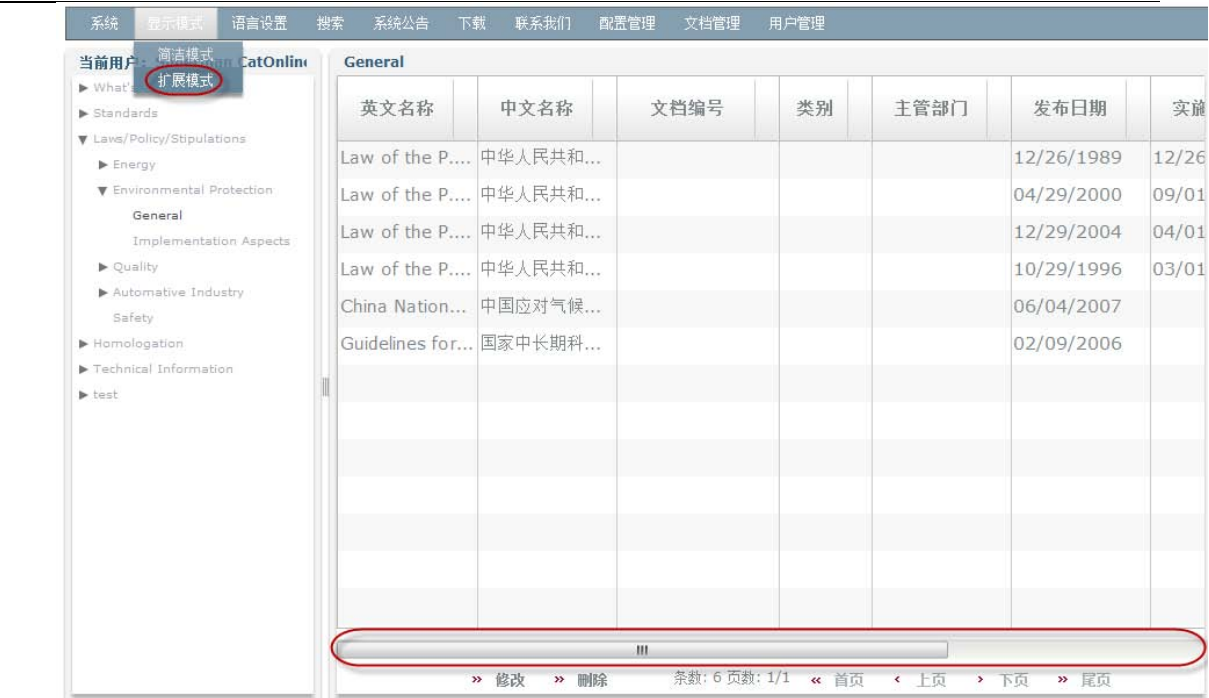 系统 显示模式 语言设置 搜索 系统公告 下载 联系我们 配置管理 文档管理 用户管理
简洁模式
扩展模式
当前用户: CatOnline
▶ What's
▶ Standards
▼ Laws/Policy/Stipulations
▶ Energy
▼ Environmental Protection
General
Implementation Aspects
▶ Quality
▶ Automative Industry
Safety
▶ Homologation
▶ Technical Information
▶ test
General
英文名称 中文名称 文档编号 类别 主管部门 发布日期 实施
Law of the P.... 中华人民共和... 12/26/1989 12/26
Law of the P.... 中华人民共和... 04/29/2000 09/01
Law of the P.... 中华人民共和... 12/29/2004 04/01
Law of the P.... 中华人民共和... 10/29/1996 03/01
China Nation... 中国应对气候... 06/04/2007
Guidelines for... 国家中长期科... 02/09/2006
» 修改 » 删除 条数: 6 页数: 1/1 « 首页 ‹ 上页 › 下页 » 尾页